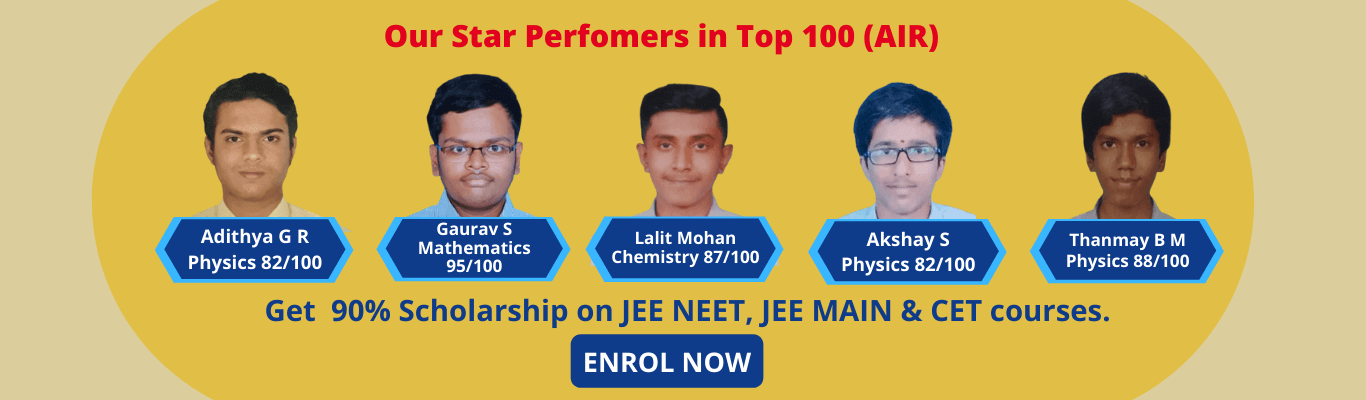 Our Star Perfomers in Top 100 (AIR)
Adithya G R
Physics 82/100
Gaurav S
Mathematics
95/100
Lalit Mohan
Chemistry 87/100
Akshay S
Physics 82/100
Thanmay B M
Physics 88/100
Get 90% Scholarship on JEE NEET, JEE MAIN & CET courses.
ENROL NOW